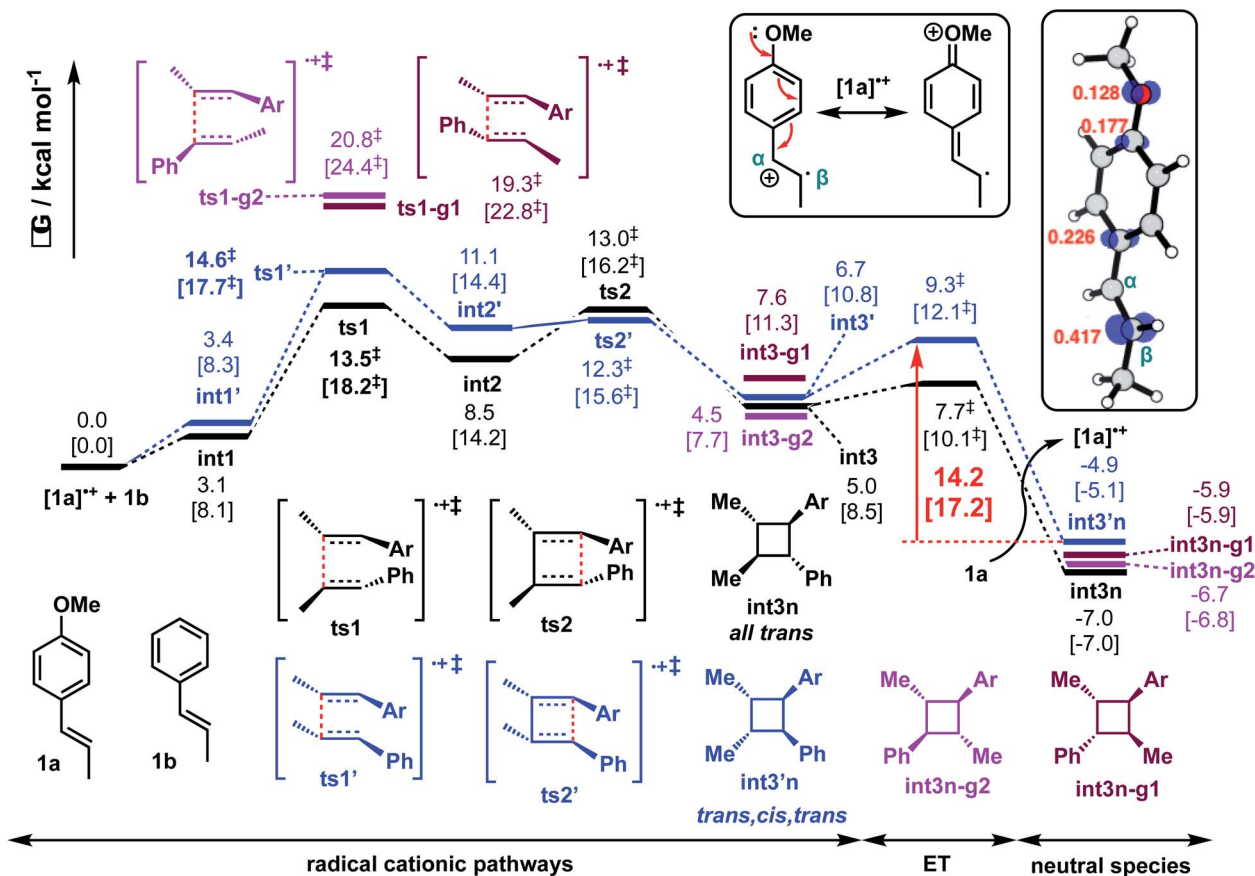 □G / kcal mol⁻¹
•+‡
Ar
Ph
20.8‡
[24.4‡]
ts1-g2
•+‡
Ph
Ar
19.3‡
[22.8‡]
ts1-g1
:OMe
α
⊕
· β
[1a]•+
⊕OMe
0.128
0.177
0.226
α
0.417
β
14.6‡
[17.7‡]
ts1’
ts1
13.5‡
[18.2‡]
11.1
[14.4]
int2'
int2
8.5
[14.2]
13.0‡
[16.2‡]
ts2
ts2’
12.3‡
[15.6‡]
3.4
[8.3]
int1’
int1
3.1
[8.1]
0.0
[0.0]
[1a]•+ + 1b
7.6
[11.3]
int3-g1
6.7
[10.8]
int3'
4.5
[7.7]
int3-g2
int3
5.0
[8.5]
9.3‡
[12.1‡]
7.7‡
[10.1‡]
14.2
[17.2]
1a
[1a]•+
-4.9
[-5.1]
int3’n
-5.9
[-5.9]
int3n-g1
int3n-g2
-6.7
[-6.8]
int3n
-7.0
[-7.0]
OMe
1a
1b
•+‡
Ar
Ph
ts1
•+‡
Ar
Ph
ts2
Me
Ar
Me
Ph
int3n
all trans
•+‡
Ar
Ph
ts1’
•+‡
Ar
Ph
ts2’
Me
Ar
Me
Ph
int3’n
trans,cis,trans
Me
Ar
Ph
Me
int3n-g2
Me
Ar
Ph
Me
int3n-g1
radical cationic pathways
ET
neutral species